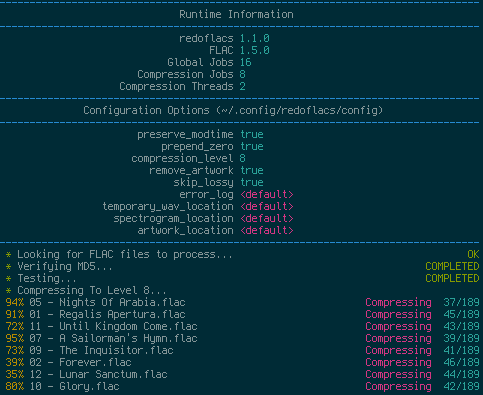 Runtime Information
redoflacs 1.1.0
FLAC 1.5.0
Global Jobs 16
Compression Jobs 8
Compression Threads 2
Configuration Options (~/.config/redoflacs/config)
preserve_modtime true
prepend_zero true
compression_level 8
remove_artwork true
skip_lossy true
error_log <default>
temporary_wav_location <default>
spectrogram_location <default>
artwork_location <default>
* Looking for FLAC files to process... OK
* Verifying MD5... COMPLETED
* Testing... COMPLETED
* Compressing To Level 8...
94% 05 - Nights Of Arabia.flac Compressing 37/189
91% 01 - Regalis Apertura.flac Compressing 45/189
72% 11 - Until Kingdom Come.flac Compressing 43/189
95% 07 - A Sailorman's Hymn.flac Compressing 39/189
73% 09 - The Inquisitor.flac Compressing 41/189
39% 02 - Forever.flac Compressing 46/189
35% 12 - Lunar Sanctum.flac Compressing 44/189
80% 10 - Glory.flac Compressing 42/189